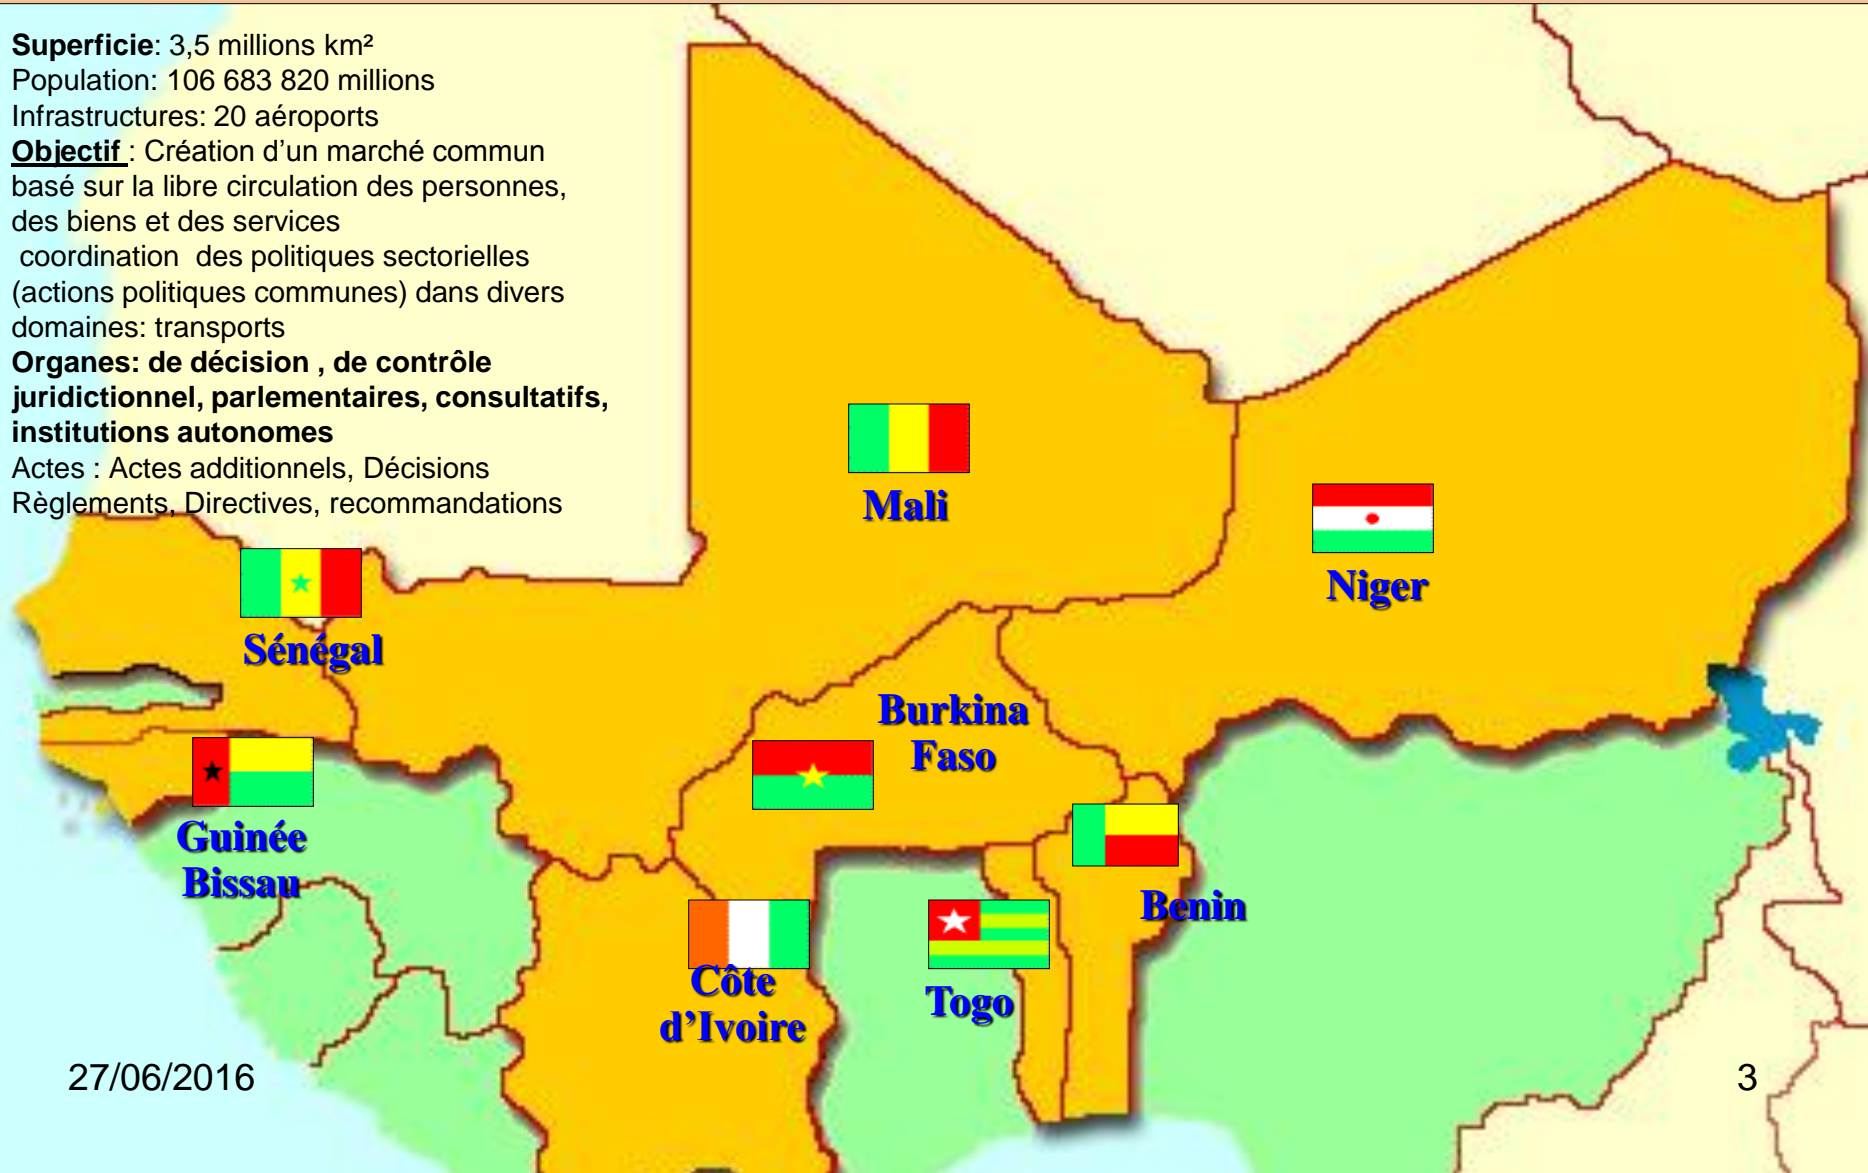 Superficie: 3,5 millions km²
Population: 106 683 820 millions
Infrastructures: 20 aéroports
Objectif : Création d’un marché commun
basé sur la libre circulation des personnes,
des biens et des services
coordination des politiques sectorielles
(actions politiques communes) dans divers
domaines: transports
Organes: de décision , de contrôle
juridictionnel, parlementaires, consultatifs,
institutions autonomes
Actes : Actes additionnels, Décisions
Règlements, Directives, recommandations
Mali
Niger
Sénégal
Burkina
Faso
Guinée
Bissau
Benin
Côte
d’Ivoire
Togo
27/06/2016
3